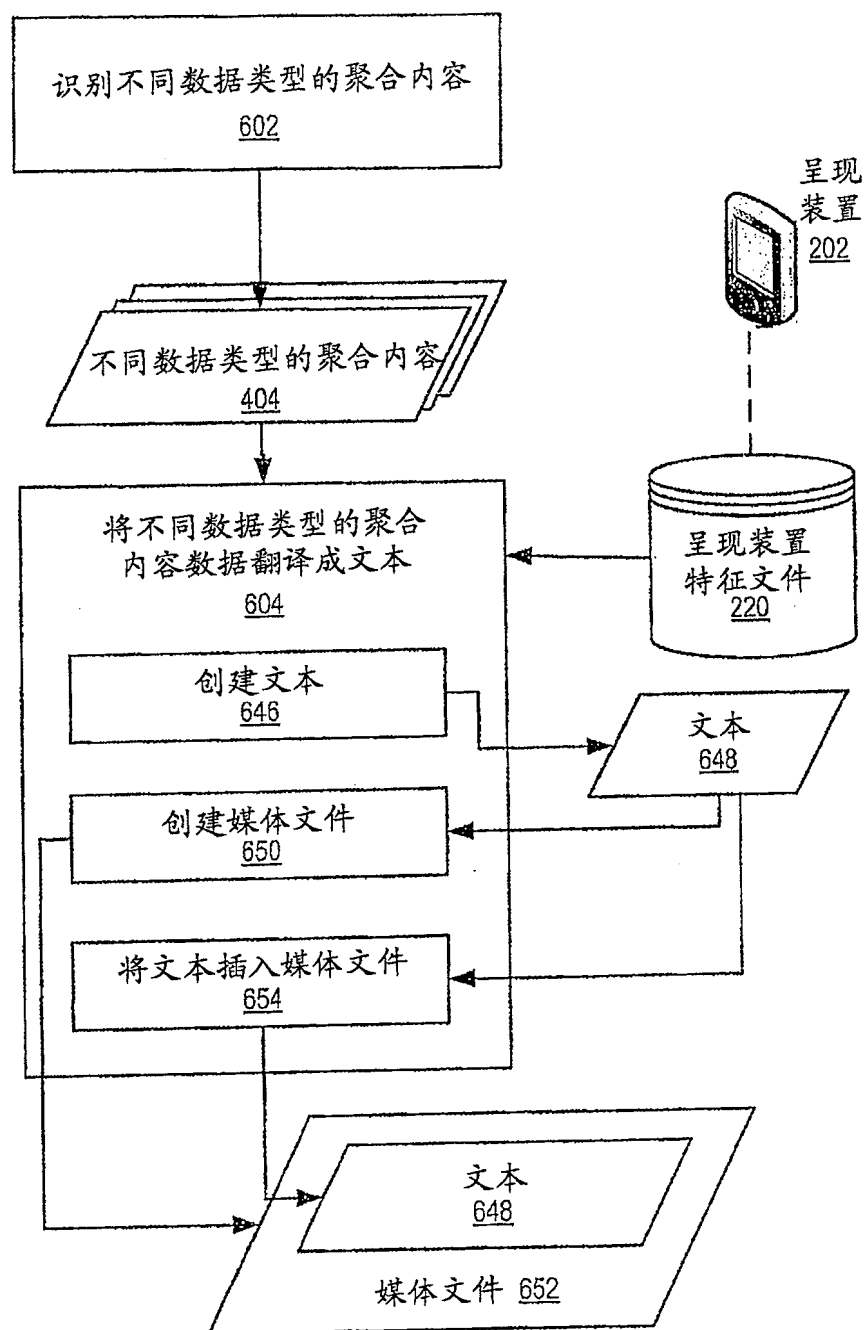 识别不同数据类型的聚合内容
602
呈现
装置
202
不同数据类型的聚合内容
404
将不同数据类型的聚合
内容数据翻译成文本
604
呈现装置
特征文件
220
创建文本
646
文本
648
创建媒体文件
650
将文本插入媒体文件
654
文本
648
媒体文件 652